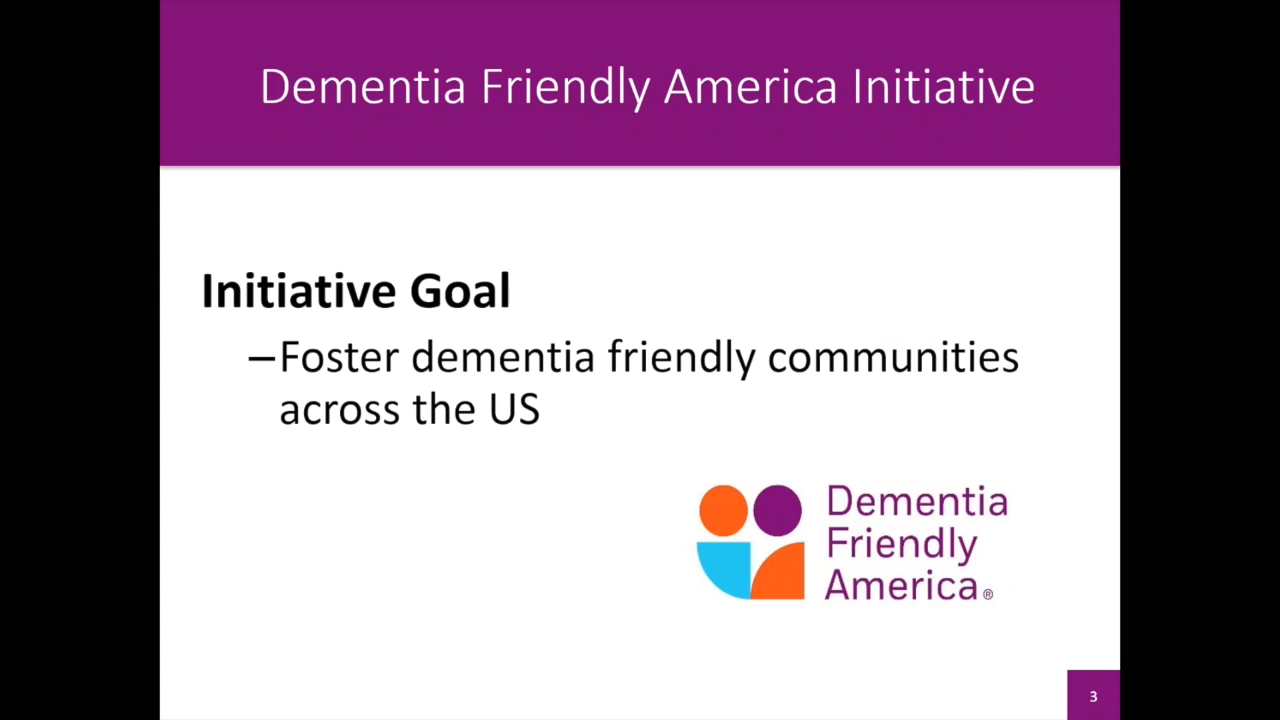 Dementia Friendly America Initiative
Initiative Goal
–Foster dementia friendly communities
across the US
Dementia
Friendly
America®
3